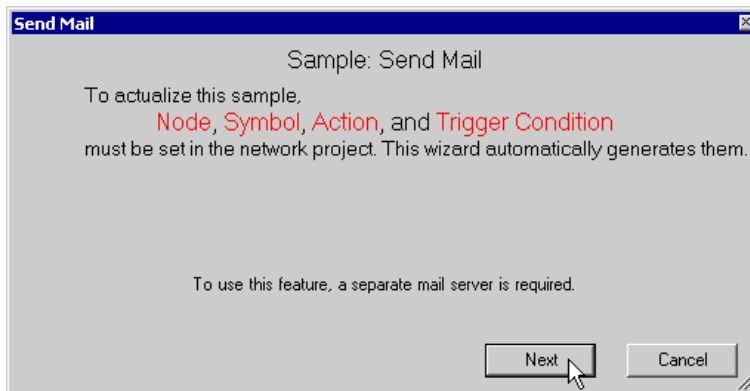 Send Mail
Sample: Send Mail
To actualize this sample,
Node, Symbol, Action, and Trigger Condition
must be set in the network project. This wizard automatically generates them.
To use this feature, a separate mail server is required.
Next
Cancel